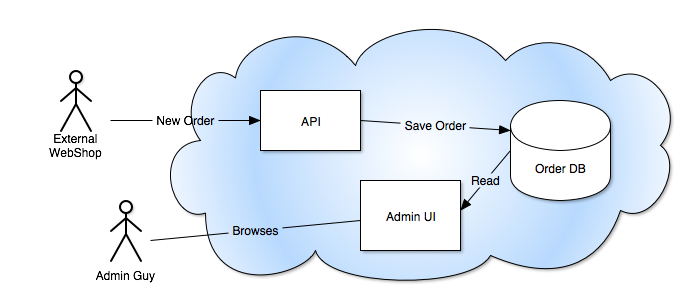 New Order
API
Save Order
External
WebShop
Order DB
Read
Admin UI
Browses
Admin Guy